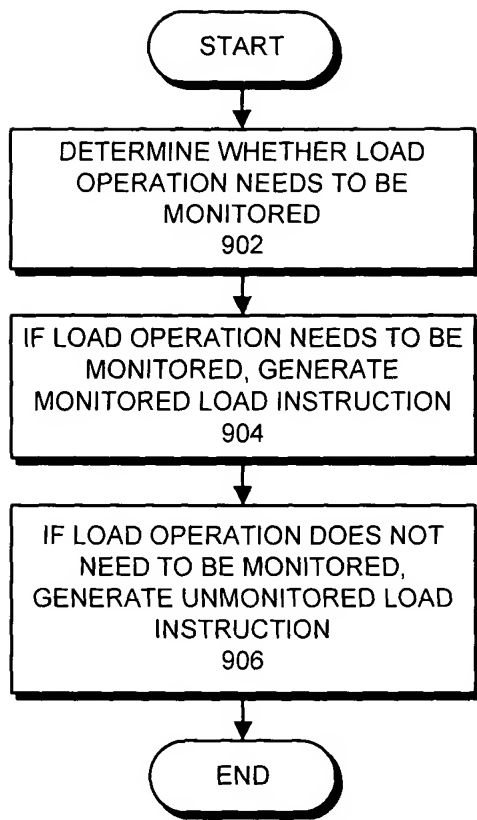 START
DETERMINE WHETHER LOAD
OPERATION NEEDS TO BE
MONITORED
902
IF LOAD OPERATION NEEDS TO BE
MONITORED, GENERATE
MONITORED LOAD INSTRUCTION
904
IF LOAD OPERATION DOES NOT
NEED TO BE MONITORED,
GENERATE UNMONITORED LOAD
INSTRUCTION
906
END